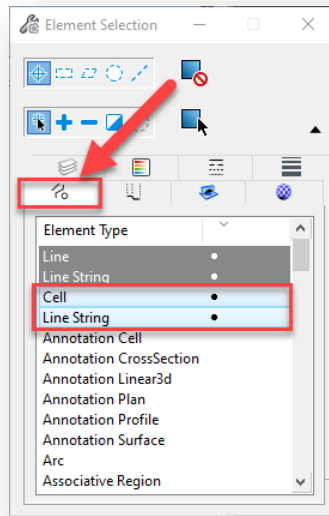 Element Selection
Element Type
Line
Line String
Cell
Line String
Annotation Cell
Annotation CrossSection
Annotation Linear3d
Annotation Plan
Annotation Profile
Annotation Surface
Arc
Associative Region